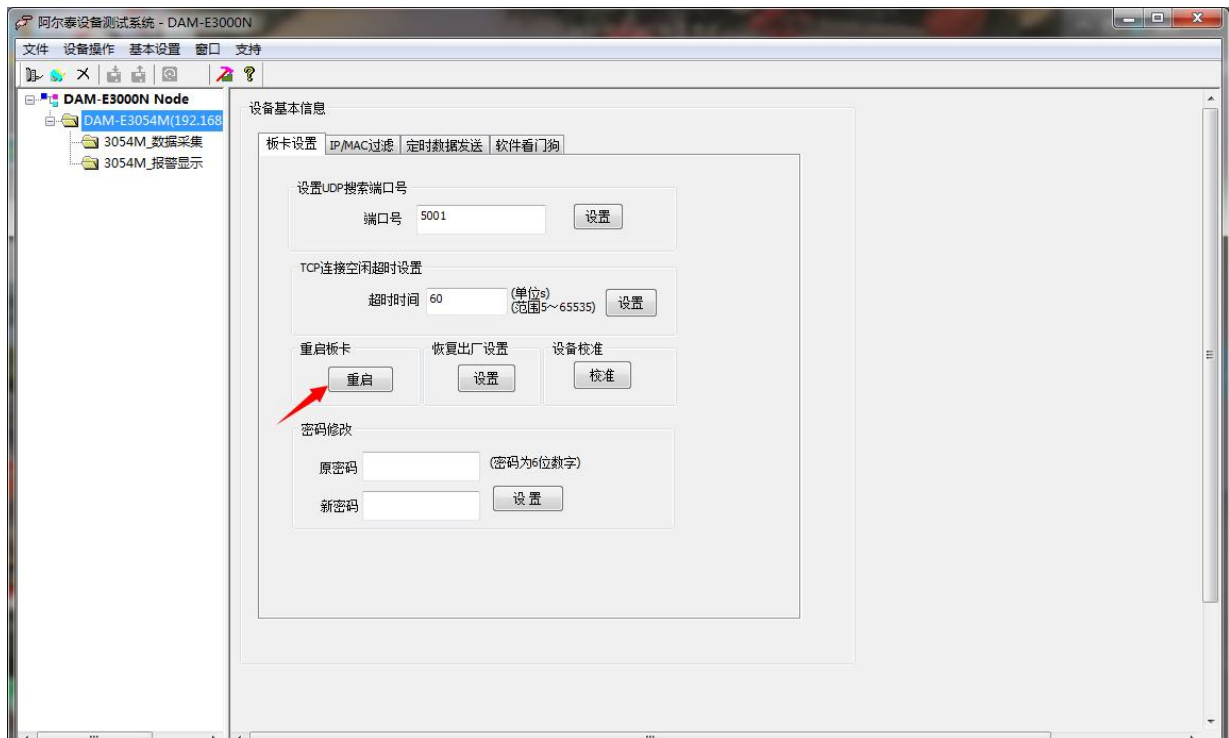 阿尔泰设备测试系统 - DAM-E3000N
文件 设备操作 基本设置 窗口 支持
DAM-E3000N Node
DAM-E3054M(192.168
3054M_数据采集
3054M_报警显示
设备基本信息
板卡设置 IP/MAC过滤 定时数据发送 软件看门狗
设置UDP搜索端口号
端口号 5001 设置
TCP连接空闲超时设置
超时时间 60 (单位s) (范围5~65535) 设置
重启板卡 恢复出厂设置 设备校准
重启 设置 校准
密码修改
原密码 (密码为6位数字)
新密码 设置